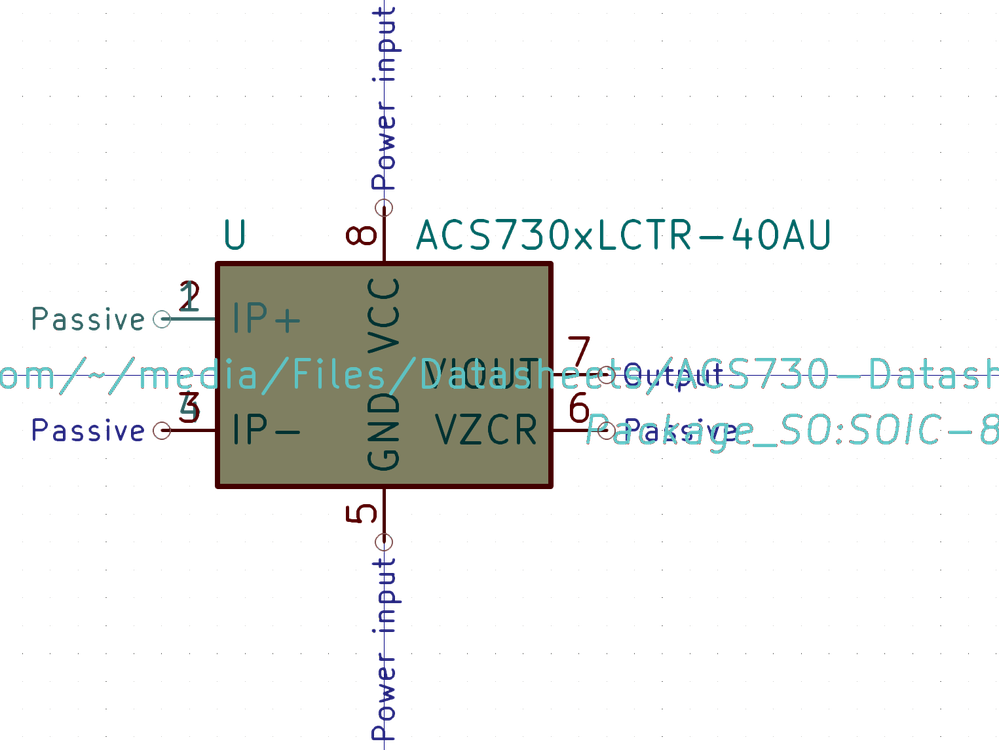 Power input
U
8
ACS730xLCTR-40AU
2
1
Passive
IP+
VCC
7
VIOUT
Output
om/~/media/Files/Datasheets/ACS730-Datash
3
4
Passive
IP-
GND
VZCR
6
Passive
Package_SO:SOIC-8
5
Power input